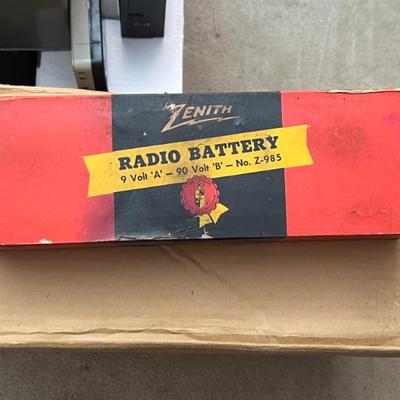 ZENITH
RADIO BATTERY
9 Volt 'A' — 90 Volt 'B' — No. Z-985